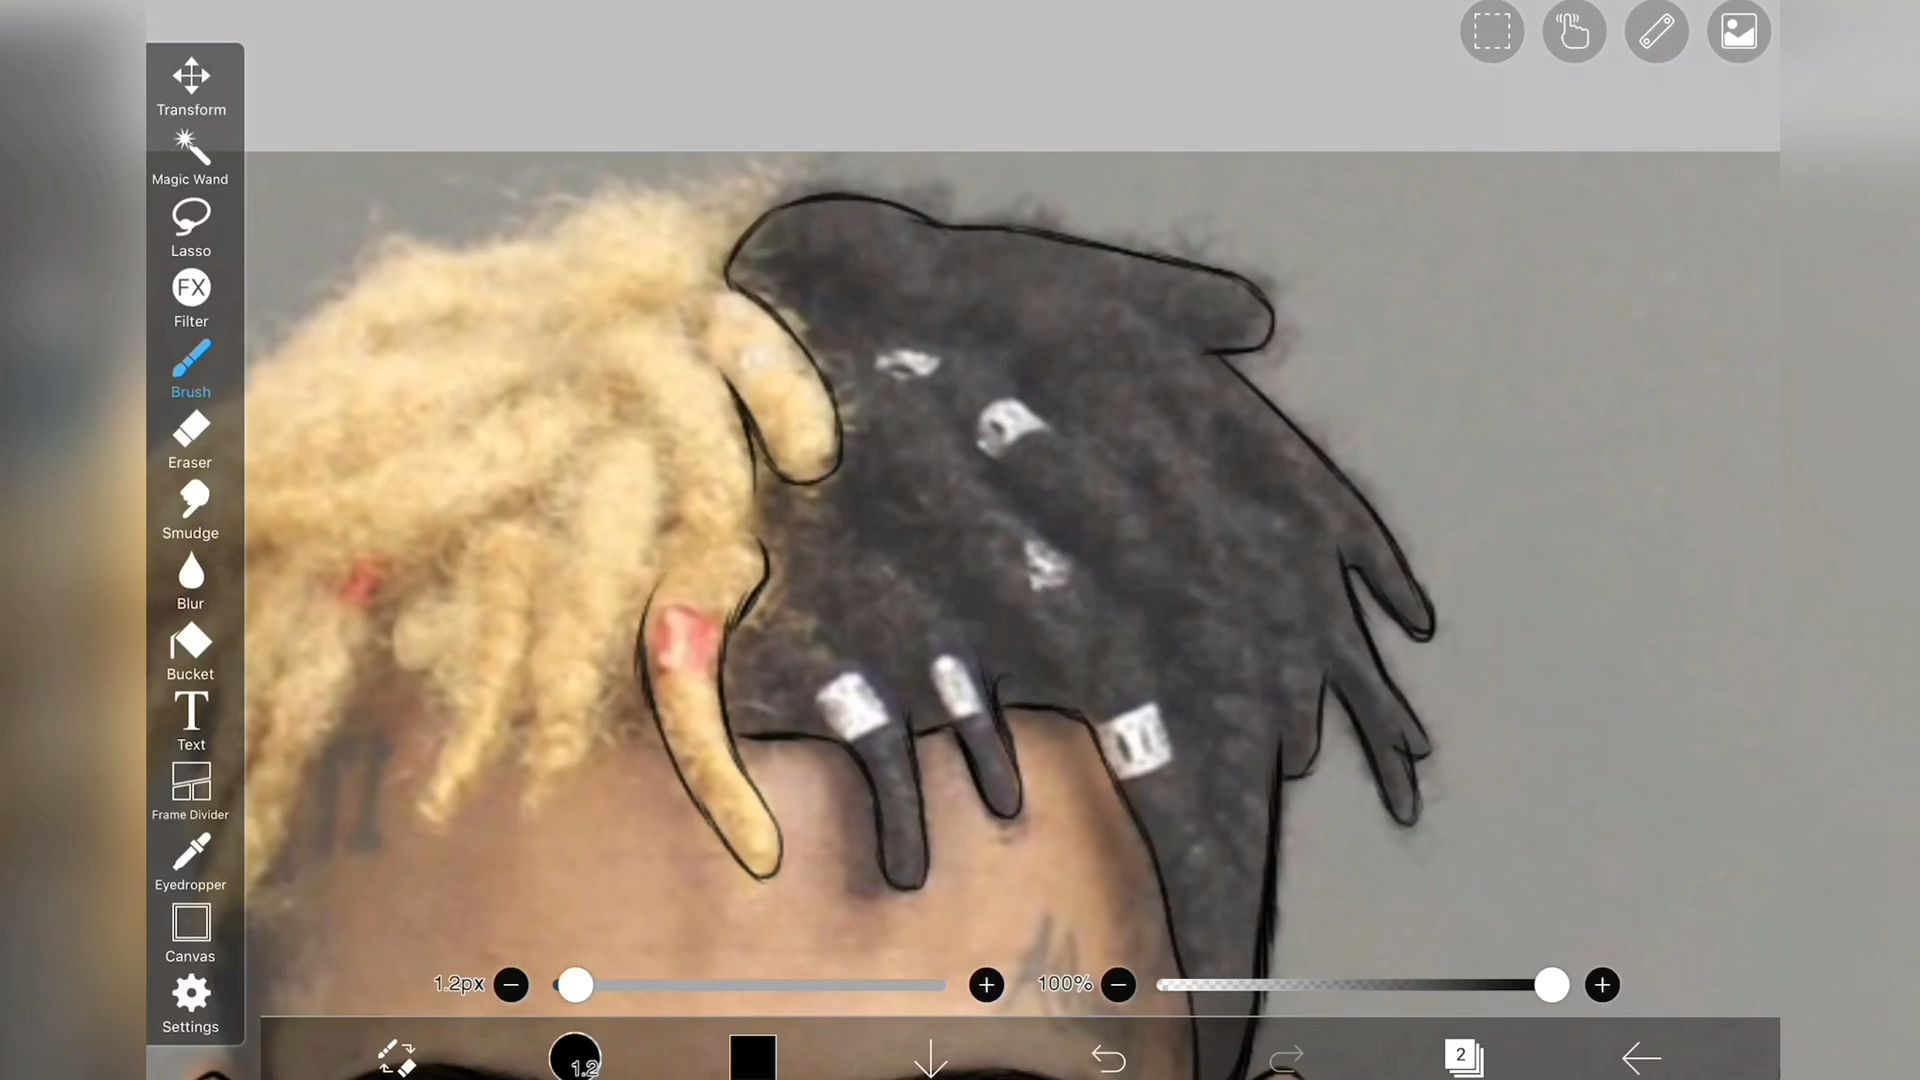 Transform
Magic Wand
Lasso
FX
Filter
Brush
Eraser
Smudge
Blur
Bucket
T
Text
Frame Divider
Eyedropper
Canvas
Settings
1.2px
100%
1.2
2